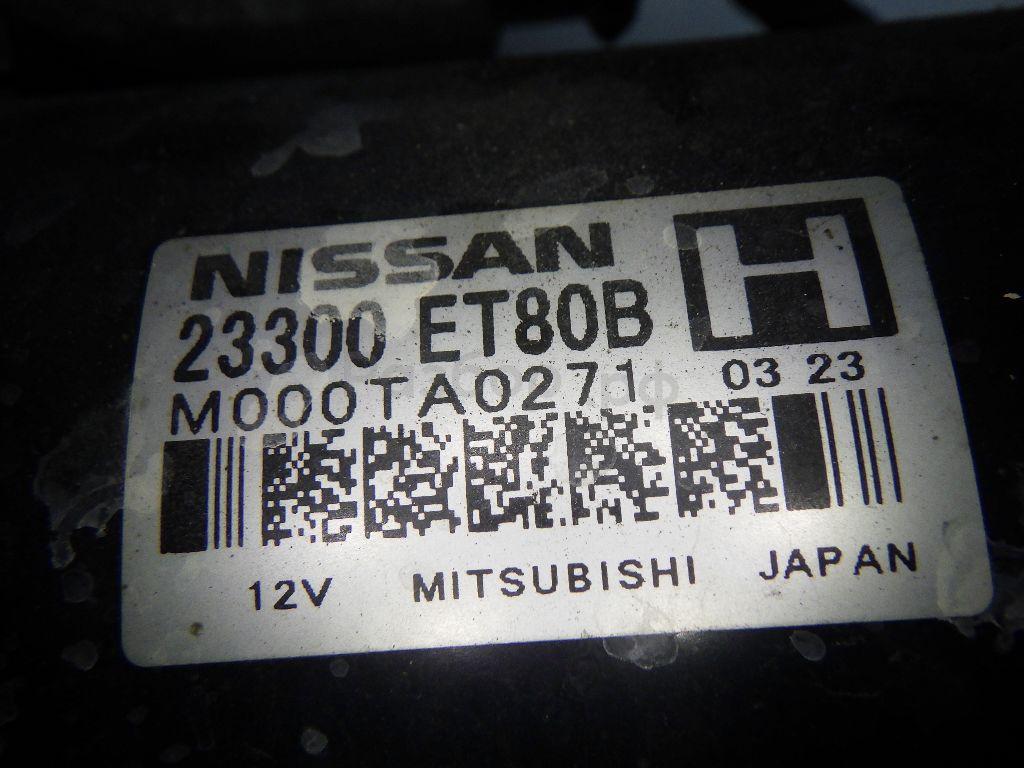 NISSAN
H
23300 ET80B
M000TA0271
03 23
12V MITSUBISHI JAPAN